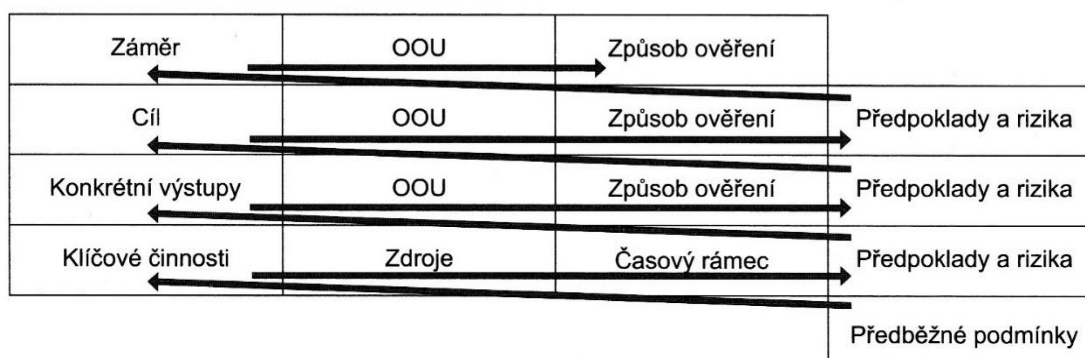 Záměr OOU Způsob ověření
Cíl OOU Způsob ověření Předpoklady a rizika
Konkrétní výstupy OOU Způsob ověření Předpoklady a rizika
Klíčové činnosti Zdroje Časový rámec Předpoklady a rizika
Předběžné podmínky